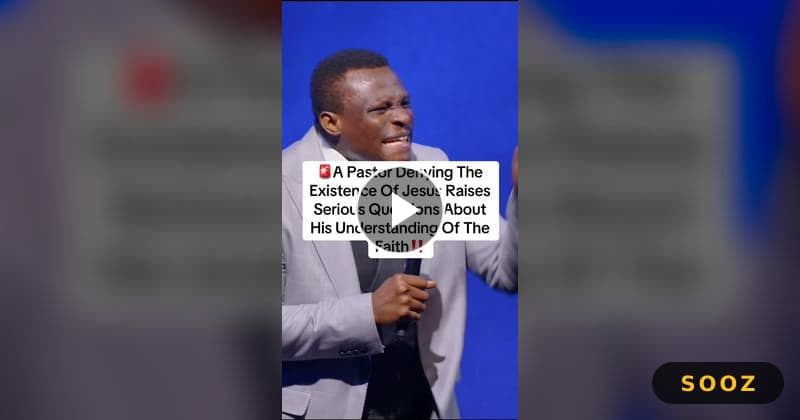 🚨A Pastor Denying The
Existence Of Jesus Raises
Serious Questions About
His Understanding Of The
Faith‼️
SOOZ